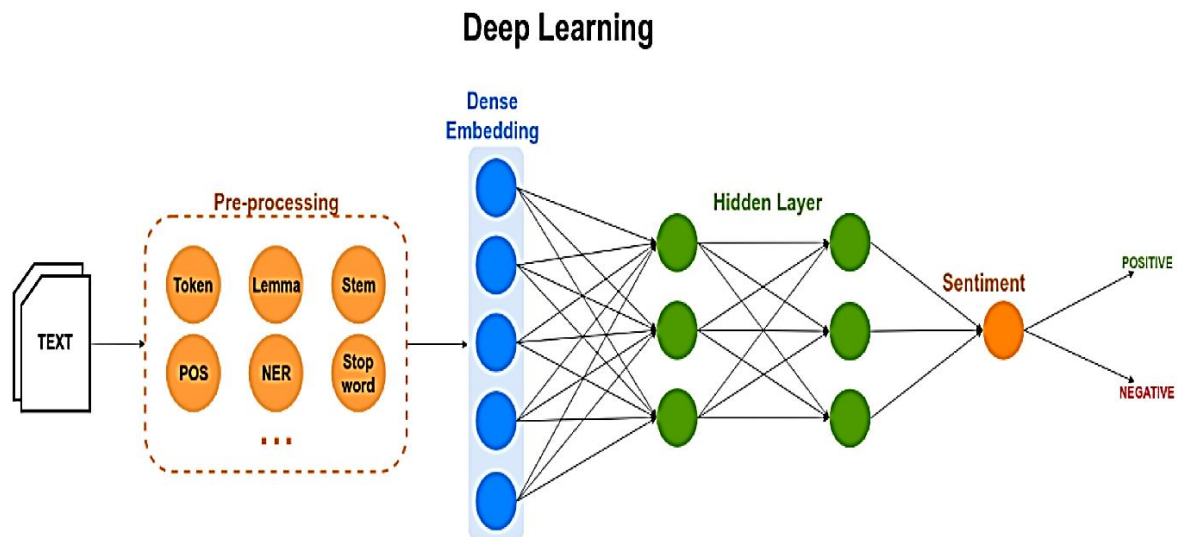 Deep Learning
Dense
Embedding
Pre-processing
Hidden Layer
Token
Lemma
Stem
TEXT
POS
NER
Stop
word
...
Sentiment
POSITIVE
NEGATIVE